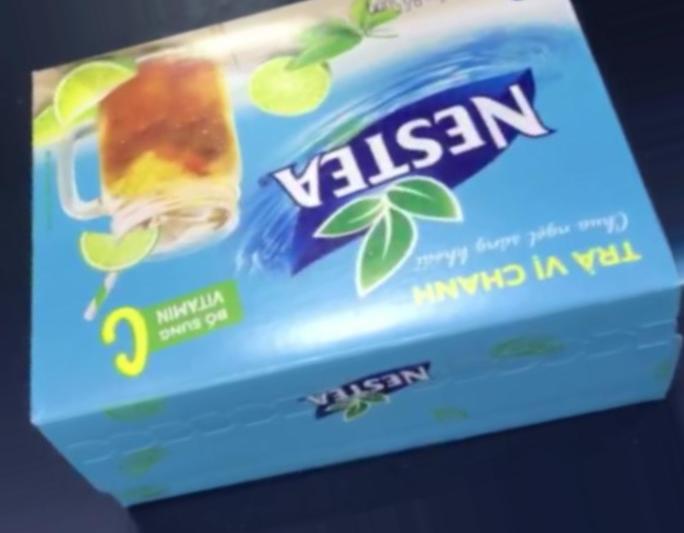 TRÀ VỊ CHANH
Chua ngọt sảng khoái
NESTEA
BỔ SUNG
VITAMIN
C
NESTEA